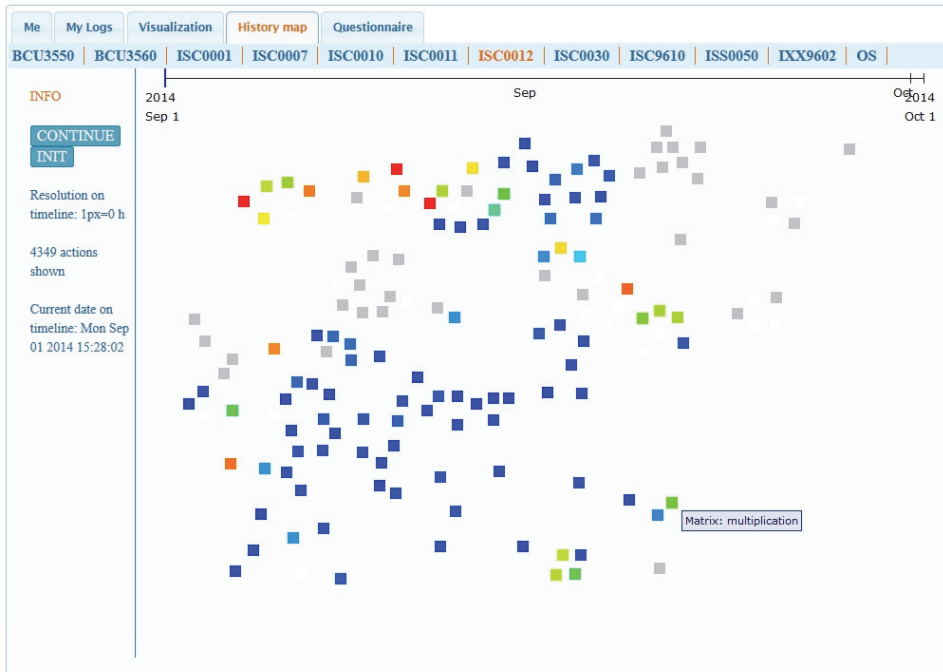 Me My Logs Visualization History map Questionnaire
BCU3550 BCU3560 ISC0001 ISC0007 ISC0010 ISC0011 ISC0012 ISC0030 ISC9610 ISS0050 IXX9602 OS
INFO
CONTINUE
INIT
Resolution on
timeline: 1px=0 h
4349 actions
shown
Current date on
timeline: Mon Sep
01 2014 15:28:02
2014
Sep 1
Sep
Oct
2014
Oct 1
Matrix: multiplication